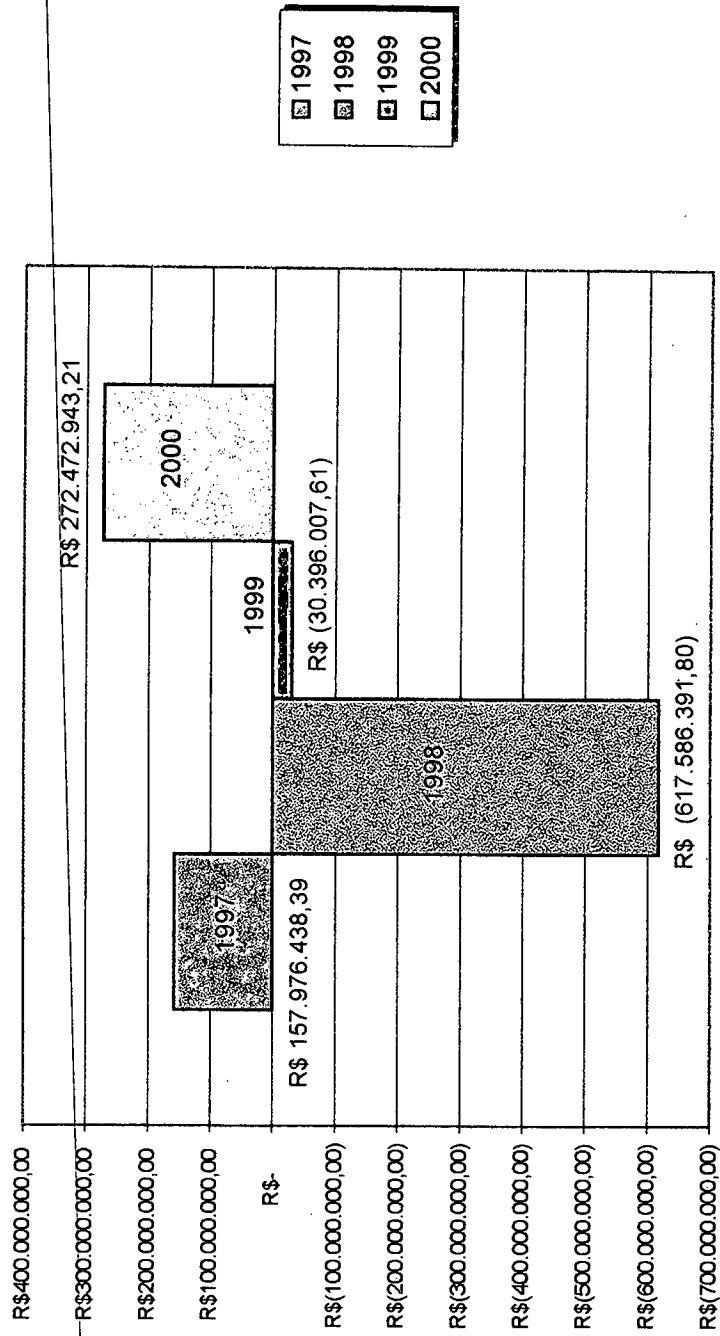 R$400.000.000,00
R$300.000.000,00
R$200.000.000,00
R$100.000.000,00
R$-
R$(100.000.000,00)
R$(200.000.000,00)
R$(300.000.000,00)
R$(400.000.000,00)
R$(500.000.000,00)
R$(600.000.000,00)
R$(700.000.000,00)
1997
R$ 157.976.438,39
1998
R$ (617.586.391,80)
1999
R$ (30.396.007,61)
R$ 272.472.943,21
2000
1997
1998
1999
2000